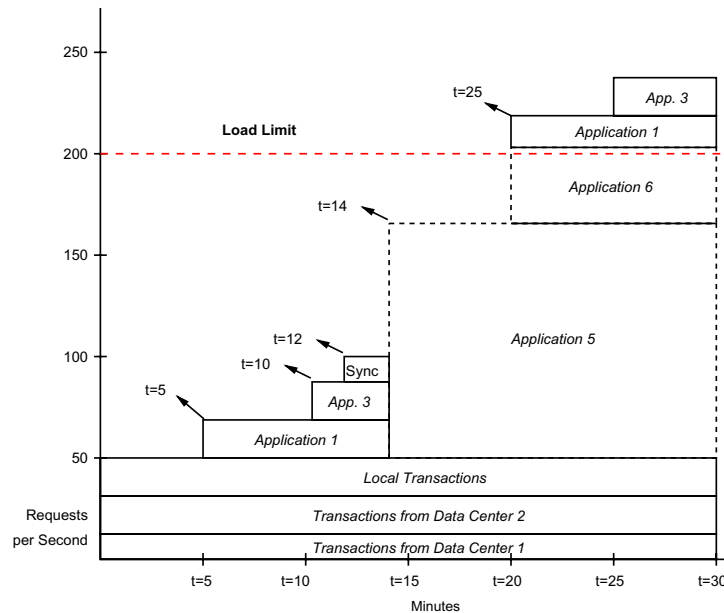 250
App. 3
t=25
Application 1
Load Limit
200
Application 6
t=14
150
Application 5
t=12
100
Sync
t=10
App. 3
t=5
Application 1
50
Local Transactions
Requests
per Second
Transactions from Data Center 2
Transactions from Data Center 1
t=5 t=10 t=15 t=20 t=25 t=30
Minutes